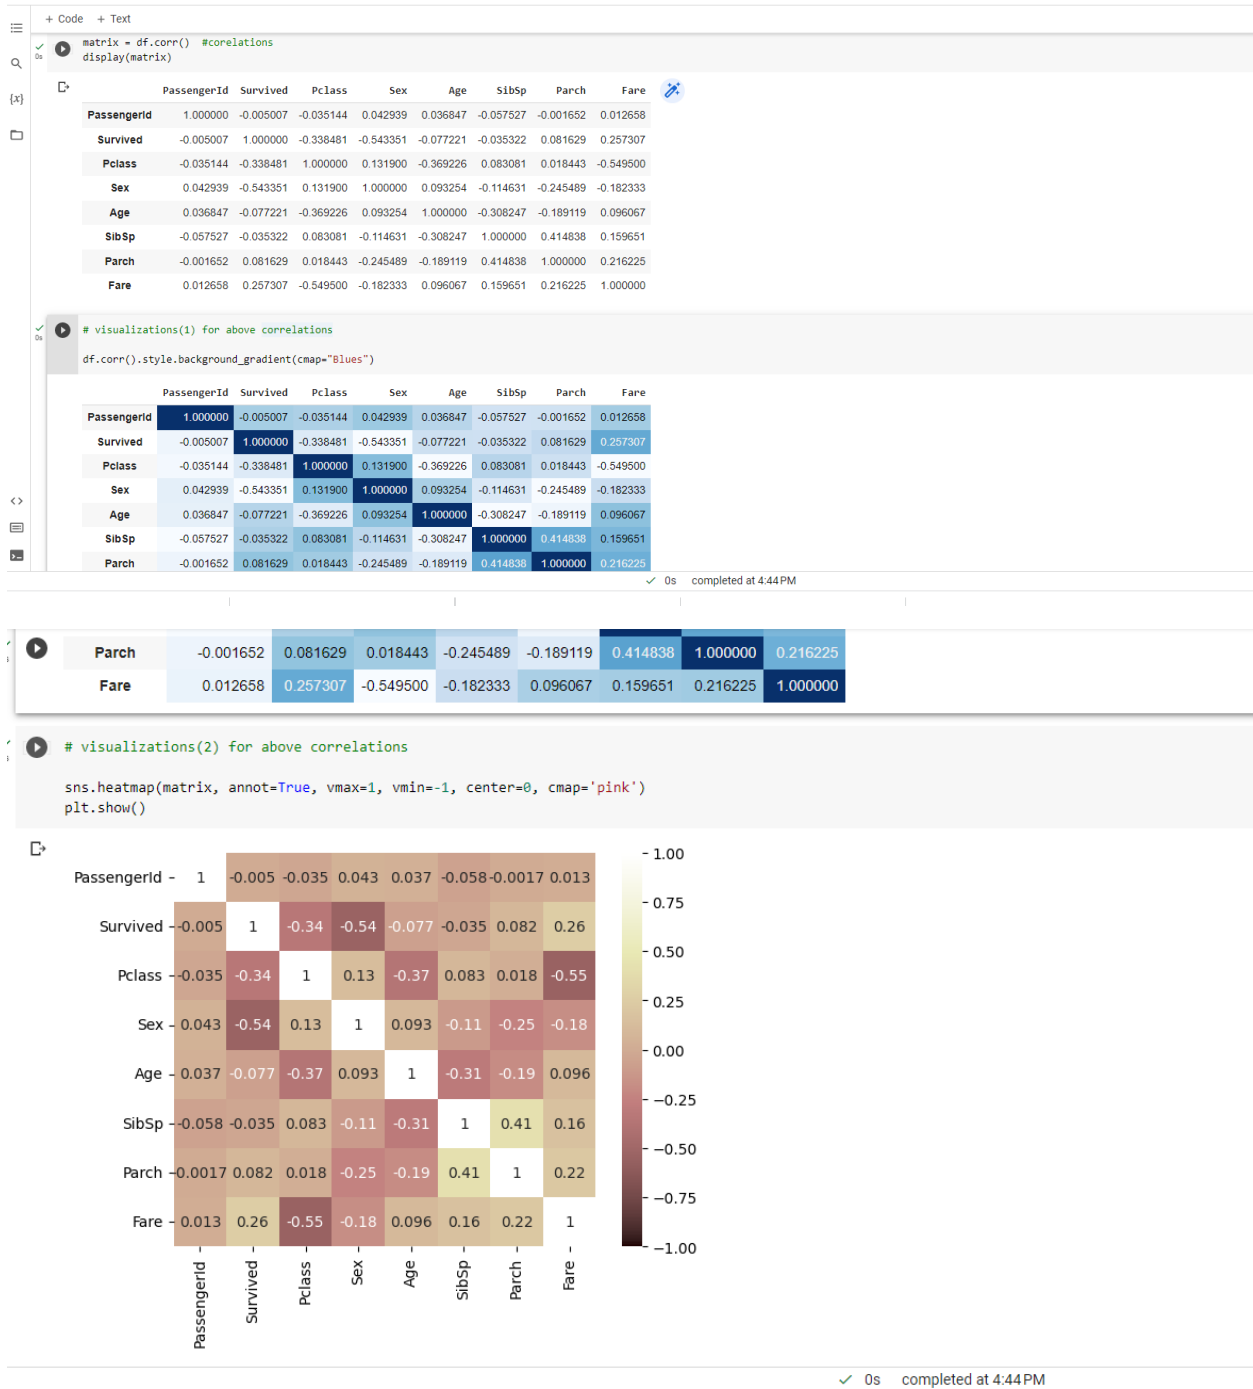 + Code + Text
matrix = df.corr() #corelations
display(matrix)
0s
{x}
PassengerId Survived Pclass Sex Age SibSp Parch Fare
PassengerId 1.000000 -0.005007 -0.035144 0.042939 0.036847 -0.057527 -0.001652 0.012658
Survived -0.005007 1.000000 -0.338481 -0.543351 -0.077221 -0.035322 0.081629 0.257307
Pclass -0.035144 -0.338481 1.000000 0.131900 -0.369226 0.083081 0.018443 -0.549500
Sex 0.042939 -0.543351 0.131900 1.000000 0.093254 -0.114631 -0.245489 -0.182333
Age 0.036847 -0.077221 -0.369226 0.093254 1.000000 -0.308247 -0.189119 0.096067
SibSp -0.057527 -0.035322 0.083081 -0.114631 -0.308247 1.000000 0.414838 0.159651
Parch -0.001652 0.081629 0.018443 -0.245489 -0.189119 0.414838 1.000000 0.216225
Fare 0.012658 0.257307 -0.549500 -0.182333 0.096067 0.159651 0.216225 1.000000
# visualizations(1) for above correlations
0s
df.corr().style.background_gradient(cmap="Blues")
PassengerId Survived Pclass Sex Age SibSp Parch Fare
PassengerId 1.000000 -0.005007 -0.035144 0.042939 0.036847 -0.057527 -0.001652 0.012658
Survived -0.005007 1.000000 -0.338481 -0.543351 -0.077221 -0.035322 0.081629 0.257307
Pclass -0.035144 -0.338481 1.000000 0.131900 -0.369226 0.083081 0.018443 -0.549500
Sex 0.042939 -0.543351 0.131900 1.000000 0.093254 -0.114631 -0.245489 -0.182333
Age 0.036847 -0.077221 -0.369226 0.093254 1.000000 -0.308247 -0.189119 0.096067
SibSp -0.057527 -0.035322 0.083081 -0.114631 -0.308247 1.000000 0.414838 0.159651
Parch -0.001652 0.081629 0.018443 -0.245489 -0.189119 0.414838 1.000000 0.216225
0s completed at 4:44 PM
Parch -0.001652 0.081629 0.018443 -0.245489 -0.189119 0.414838 1.000000 0.216225
Fare 0.012658 0.257307 -0.549500 -0.182333 0.096067 0.159651 0.216225 1.000000
# visualizations(2) for above correlations
sns.heatmap(matrix, annot=True, vmax=1, vmin=-1, center=0, cmap='pink')
plt.show()
PassengerId 1 -0.005 -0.035 0.043 0.037 -0.058 -0.0017 0.013
Survived -0.005 1 -0.34 -0.54 -0.077 -0.035 0.082 0.26
Pclass -0.035 -0.34 1 0.13 -0.37 0.083 0.018 -0.55
Sex 0.043 -0.54 0.13 1 0.093 -0.11 -0.25 -0.18
Age 0.037 -0.077 -0.37 0.093 1 -0.31 -0.19 0.096
SibSp -0.058 -0.035 0.083 -0.11 -0.31 1 0.41 0.16
Parch -0.0017 0.082 0.018 -0.25 -0.19 0.41 1 0.22
Fare 0.013 0.26 -0.55 -0.18 0.096 0.16 0.22 1
PassengerId Survived Pclass Sex Age SibSp Parch Fare
1.00
0.75
0.50
0.25
0.00
−0.25
−0.50
−0.75
−1.00
0s completed at 4:44 PM